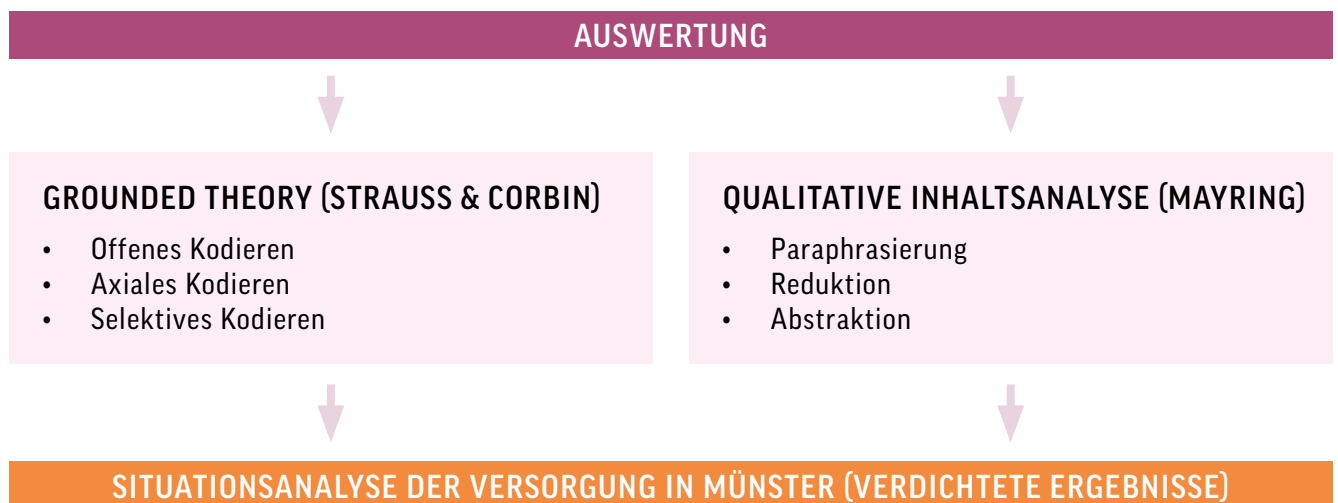 AUSWERTUNG
GROUNDED THEORY (STRAUSS & CORBIN)
• Offenes Kodieren
• Axiales Kodieren
• Selektives Kodieren
QUALITATIVE INHALTSANALYSE (MAYRING)
• Paraphrasierung
• Reduktion
• Abstraktion
SITUATIONSANALYSE DER VERSORGUNG IN MÜNSTER (VERDICHTETE ERGEBNISSE)